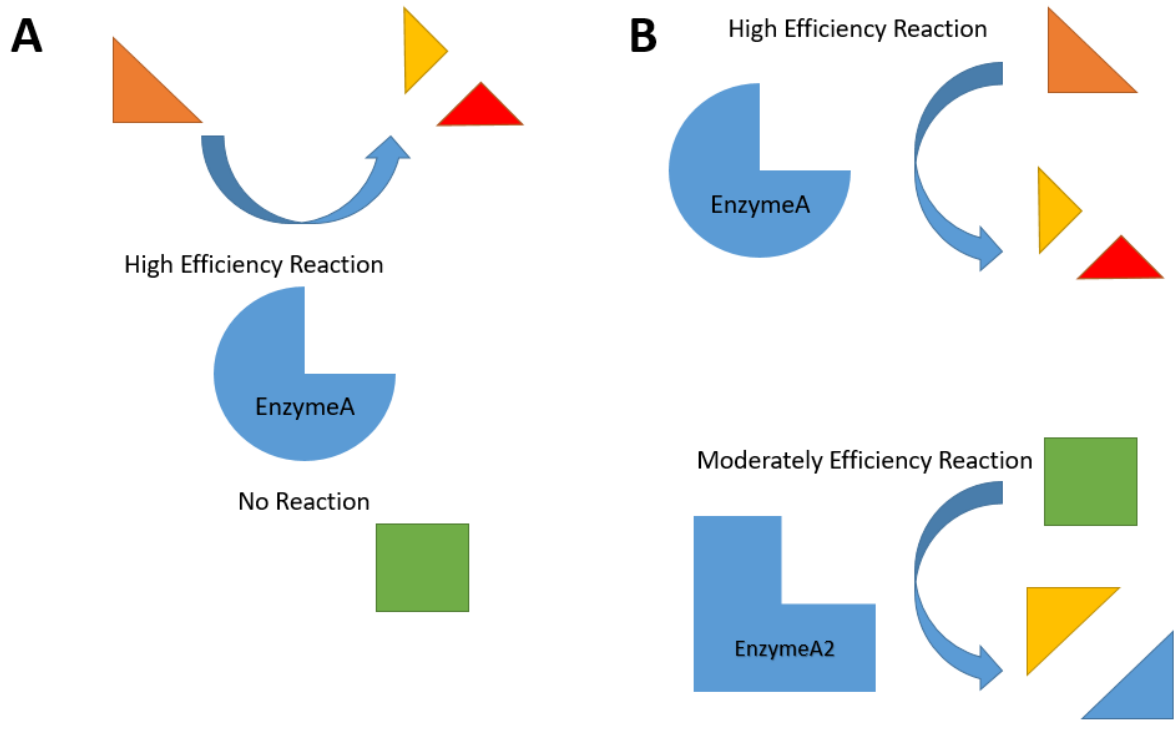 A
High Efficiency Reaction
EnzymeA
No Reaction
B
High Efficiency Reaction
EnzymeA
Moderately Efficiency Reaction
EnzymeA2